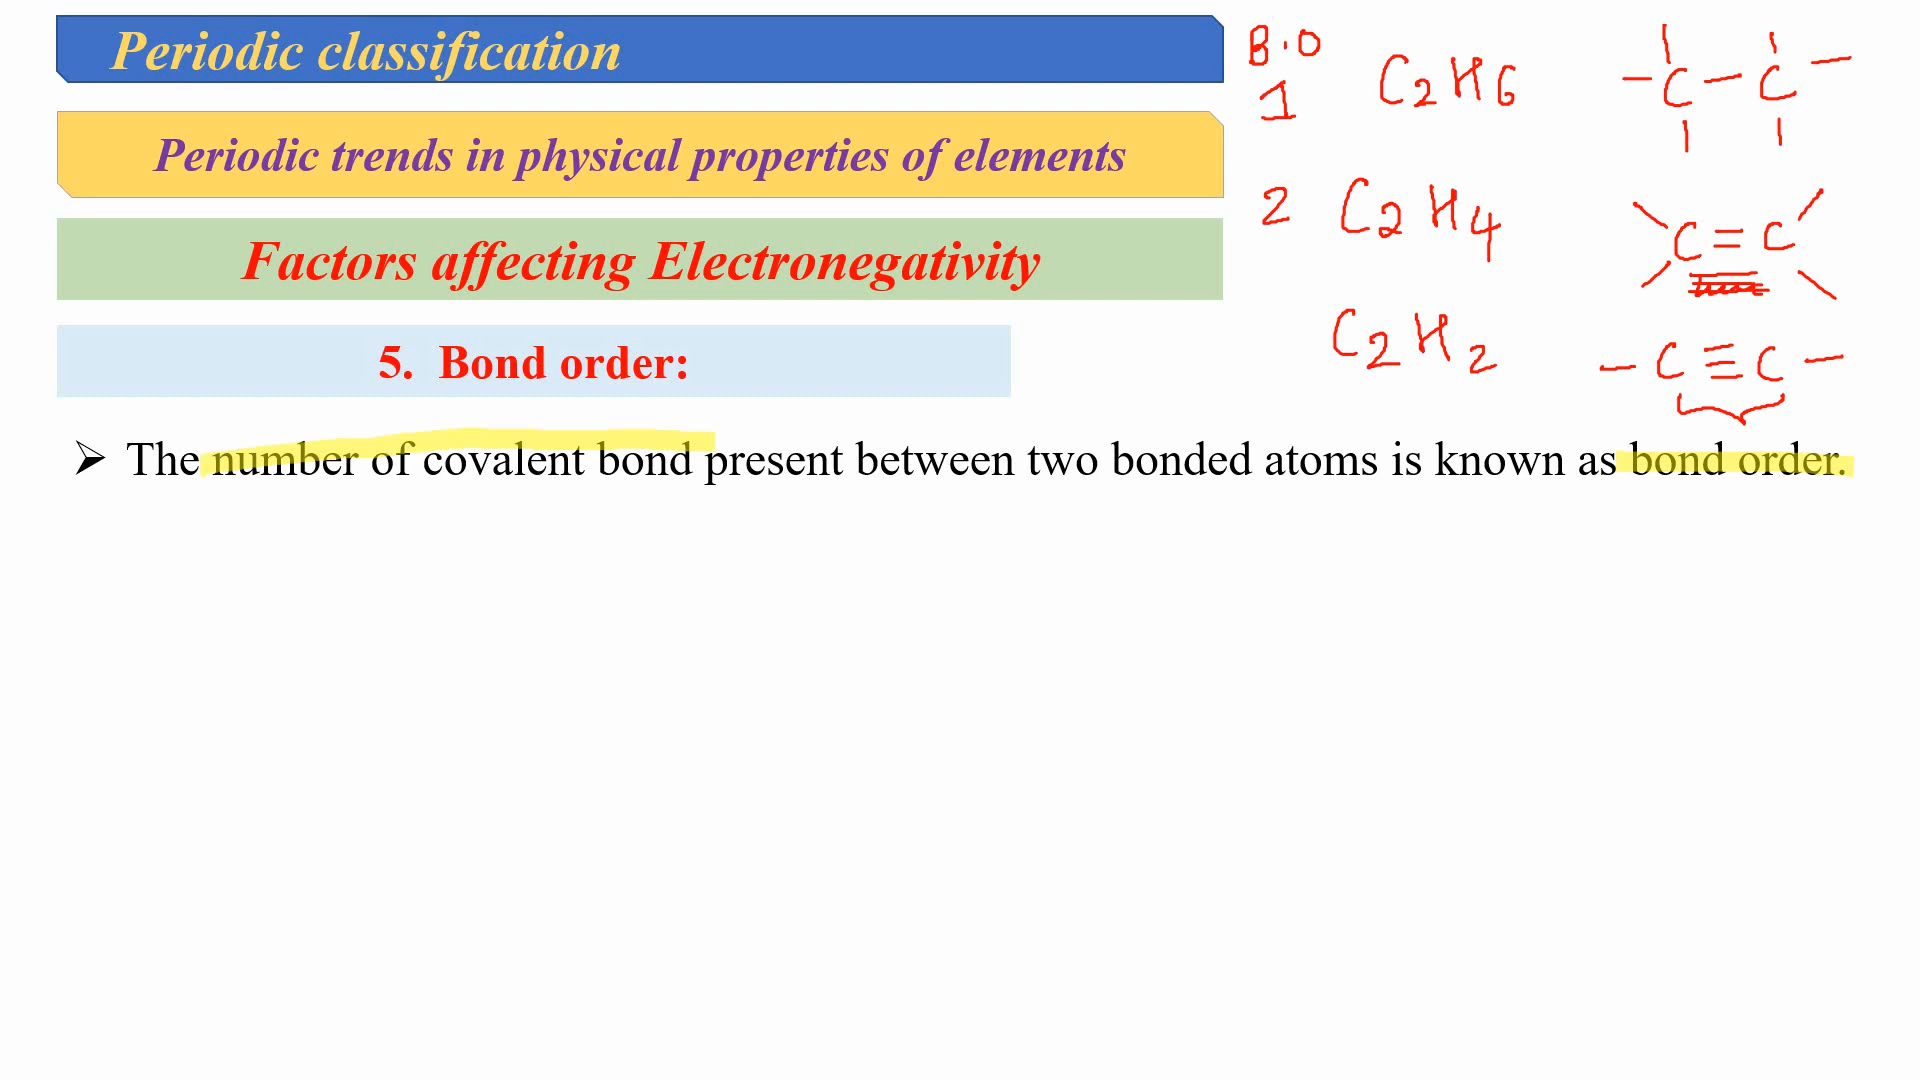 Periodic classification
Periodic trends in physical properties of elements
Factors affecting Electronegativity
5. Bond order:
➢ The number of covalent bond present between two bonded atoms is known as bond order.
B.O
1 C2H6 –C–C–
2 C2H4 C=C
C2H2 –C≡C–